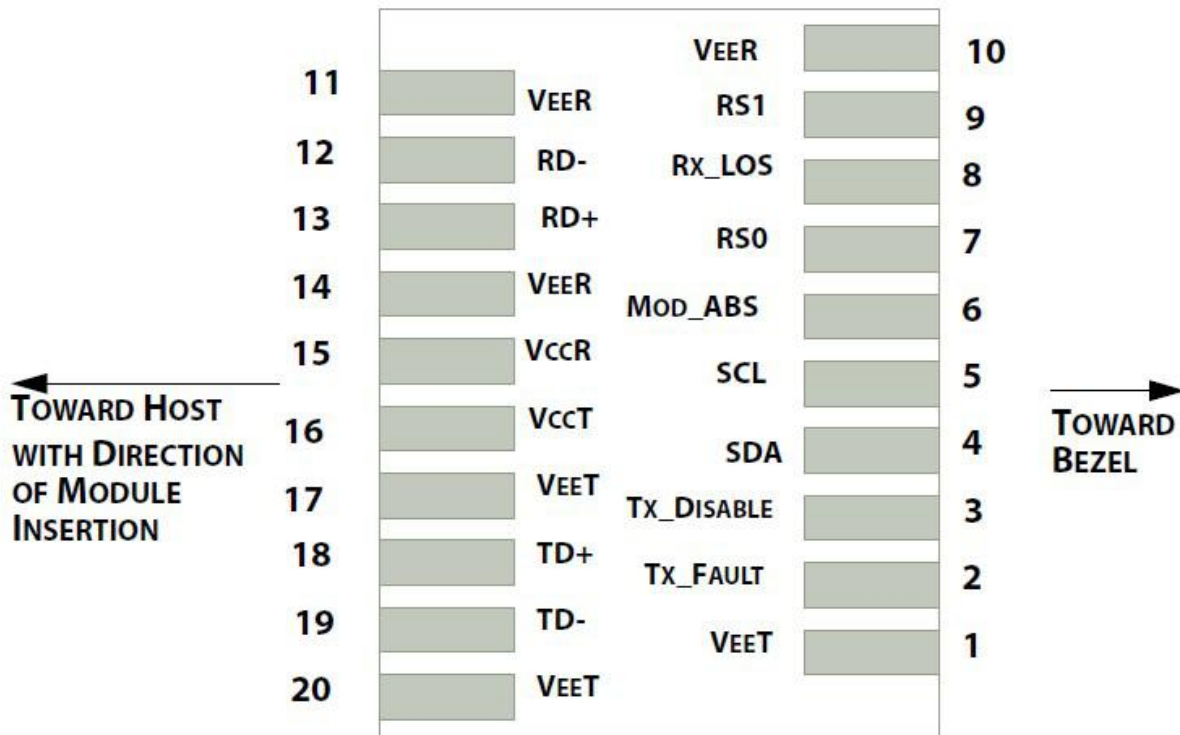 11 VEER
12 RD-
13 RD+
14 VEER
15 VCCR
16 VCCT
17 VEET
18 TD+
19 TD-
20 VEET
VEER 10
RS1 9
RX_LOS 8
RS0 7
MOD_ABS 6
SCL 5
SDA 4
TX_DISABLE 3
TX_FAULT 2
VEET 1
TOWARD HOST
WITH DIRECTION
OF MODULE
INSERTION
TOWARD
BEZEL